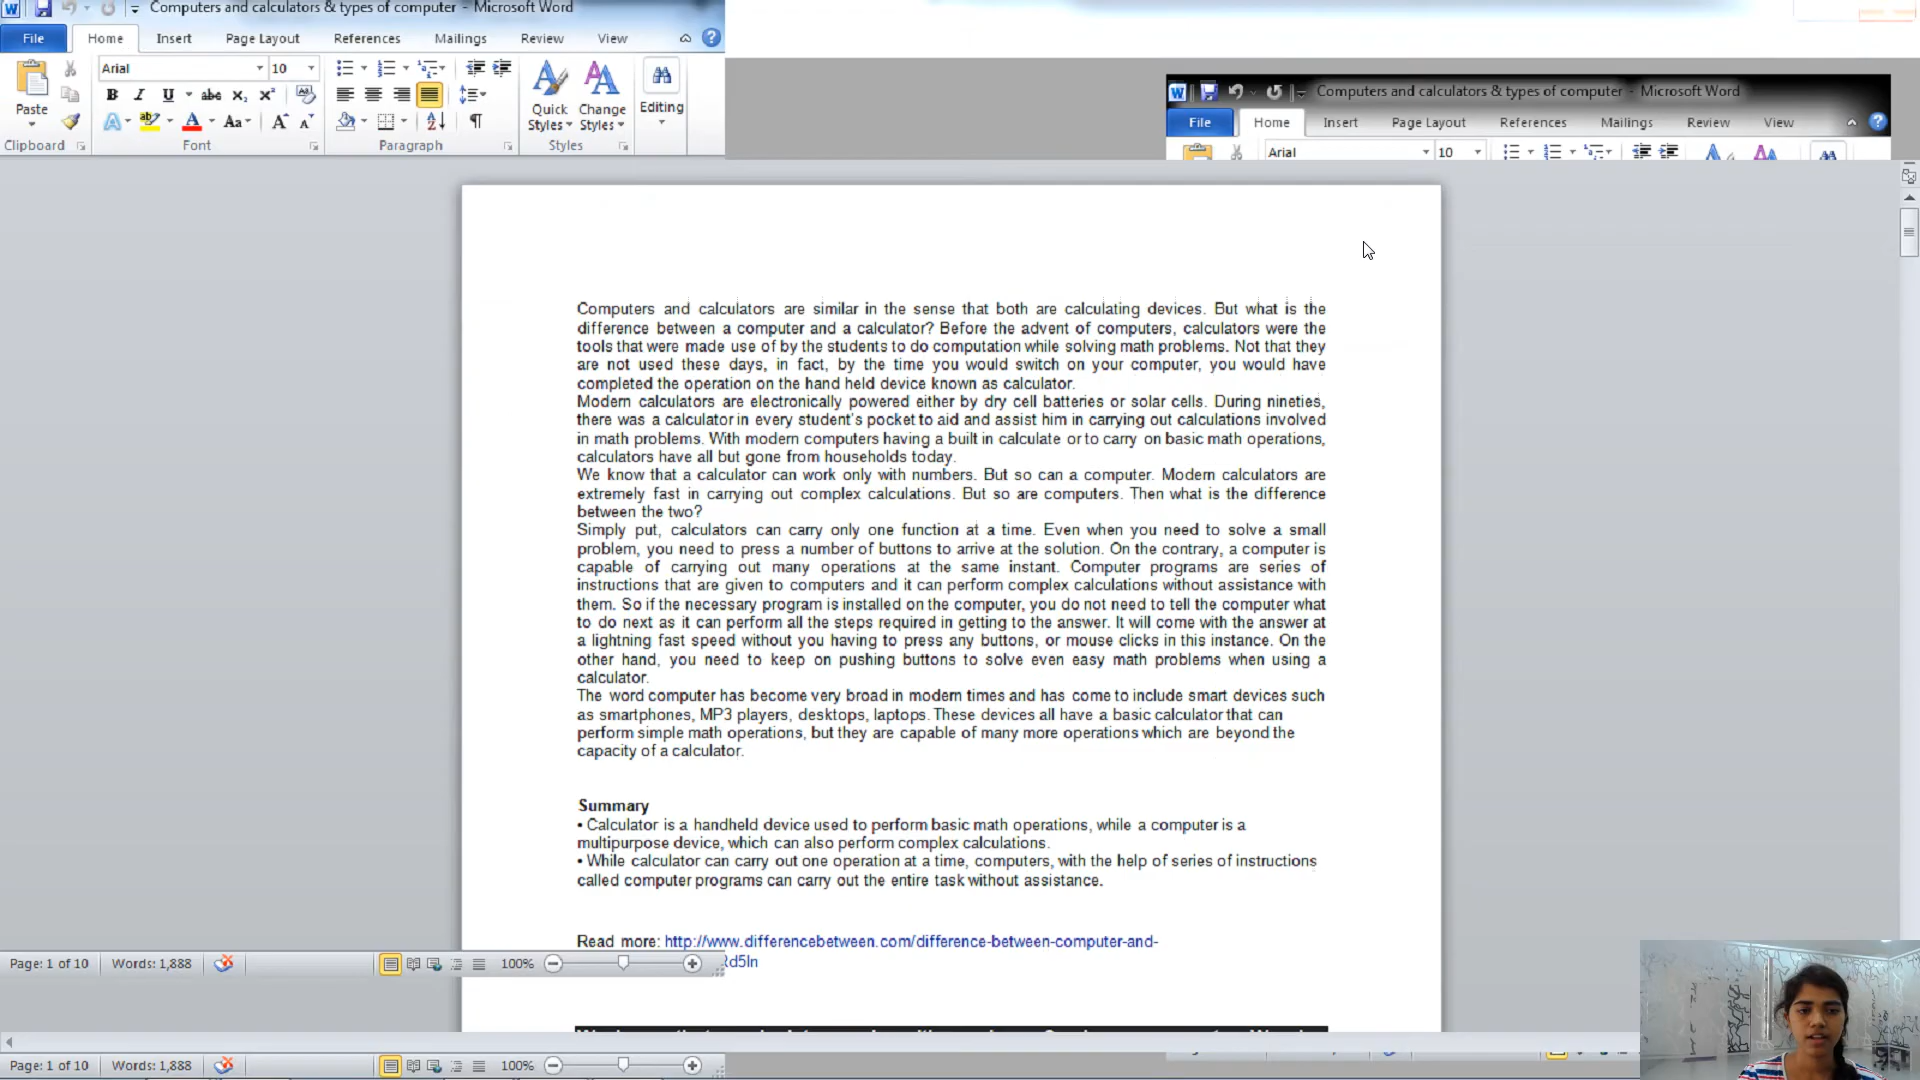 Computers and calculators & types of computer - Microsoft Word
File Home Insert Page Layout References Mailings Review View
Arial 10
Paste
Quick Styles
Change Styles
Editing
Clipboard Font Paragraph Styles
Computers and calculators & types of computer - Microsoft Word
File Home Insert Page Layout References Mailings Review View
Arial 10
Computers and calculators are similar in the sense that both are calculating devices. But what is the
difference between a computer and a calculator? Before the advent of computers, calculators were the
tools that were made use of by the students to do computation while solving math problems. Not that they
are not used these days, in fact, by the time you would switch on your computer, you would have
completed the operation on the hand held device known as calculator.
Modern calculators are electronically powered either by dry cell batteries or solar cells. During nineties,
there was a calculator in every student's pocket to aid and assist him in carrying out calculations involved
in math problems. With modern computers having a built in calculate or to carry on basic math operations,
calculators have all but gone from households today.
We know that a calculator can work only with numbers. But so can a computer. Modern calculators are
extremely fast in carrying out complex calculations. But so are computers. Then what is the difference
between the two?
Simply put, calculators can carry only one function at a time. Even when you need to solve a small
problem, you need to press a number of buttons to arrive at the solution. On the contrary, a computer is
capable of carrying out many operations at the same instant. Computer programs are series of
instructions that are given to computers and it can perform complex calculations without assistance with
them. So if the necessary program is installed on the computer, you do not need to tell the computer what
to do next as it can perform all the steps required in getting to the answer. It will come with the answer at
a lightning fast speed without you having to press any buttons, or mouse clicks in this instance. On the
other hand, you need to keep on pushing buttons to solve even easy math problems when using a
calculator.
The word computer has become very broad in modern times and has come to include smart devices such
as smartphones, MP3 players, desktops, laptops. These devices all have a basic calculator that can
perform simple math operations, but they are capable of many more operations which are beyond the
capacity of a calculator.
Summary
• Calculator is a handheld device used to perform basic math operations, while a computer is a
multipurpose device, which can also perform complex calculations.
• While calculator can carry out one operation at a time, computers, with the help of series of instructions
called computer programs can carry out the entire task without assistance.
Read more: http://www.differencebetween.com/difference-between-computer-and-
Page: 1 of 10 Words: 1,888 100% d5ln
Page: 1 of 10 Words: 1,888 100%